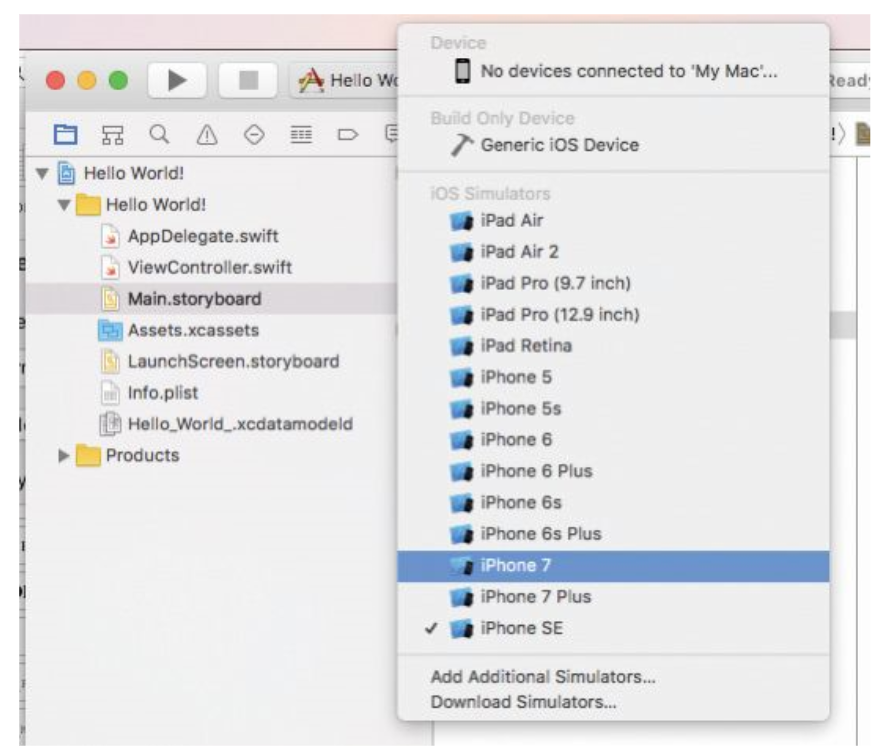 Device
No devices connected to 'My Mac'...
Hello Wo
Ready
Build Only Device
Generic iOS Device
Hello World!
Hello World!
AppDelegate.swift
ViewController.swift
Main.storyboard
Assets.xcassets
LaunchScreen.storyboard
Info.plist
Hello_World_.xcdatamodeld
Products
iOS Simulators
iPad Air
iPad Air 2
iPad Pro (9.7 inch)
iPad Pro (12.9 inch)
iPad Retina
iPhone 5
iPhone 5s
iPhone 6
iPhone 6 Plus
iPhone 6s
iPhone 6s Plus
iPhone 7
iPhone 7 Plus
iPhone SE
Add Additional Simulators...
Download Simulators...